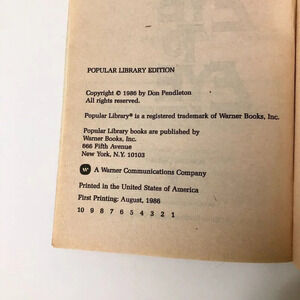 POPULAR LIBRARY EDITION
Copyright © 1986 by Don Pendleton
All rights reserved.
Popular Library® is a registered trademark of Warner Books, Inc.
Popular Library books are published by
Warner Books, Inc.
666 Fifth Avenue
New York, N.Y. 10103
A Warner Communications Company
Printed in the United States of America
First Printing: August, 1986
10 9 8 7 6 5 4 3 2 1